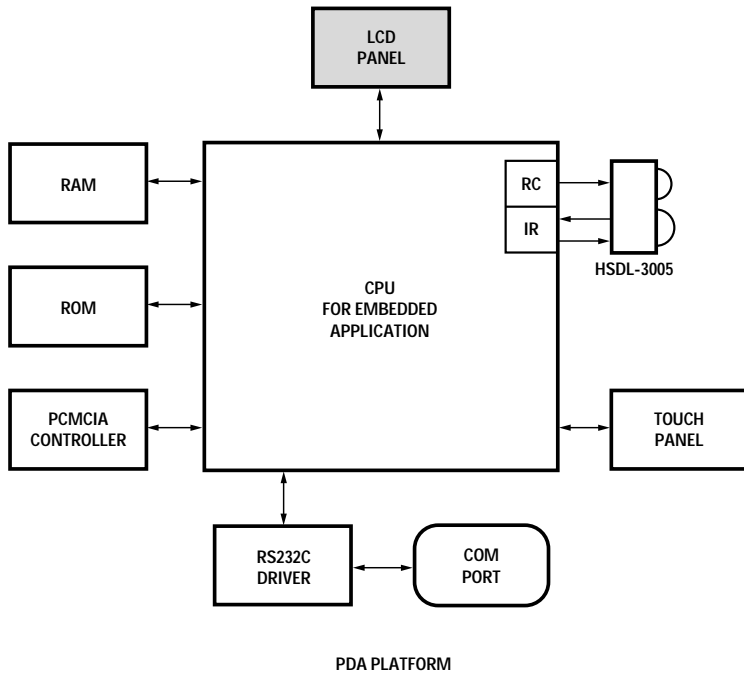 LCD
PANEL
RAM
RC
IR
HSDL-3005
ROM
CPU
FOR EMBEDDED
APPLICATION
PCMCIA
CONTROLLER
TOUCH
PANEL
RS232C
DRIVER
COM
PORT
PDA PLATFORM